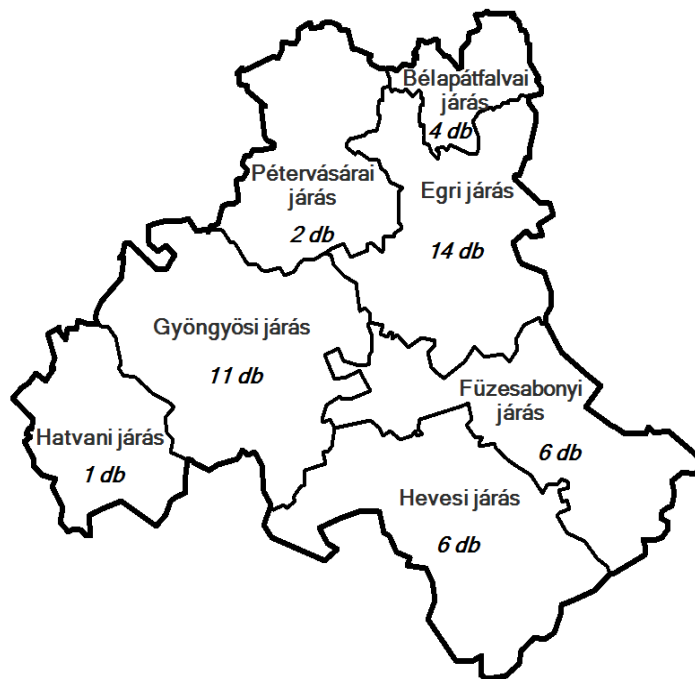 Bélapátfalvai
járás
4 db
Pétervásárai
járás
2 db
Egri járás
14 db
Gyöngyösi járás
11 db
Füzesabonyi
járás
6 db
Hatvani járás
1 db
Hevesi járás
6 db